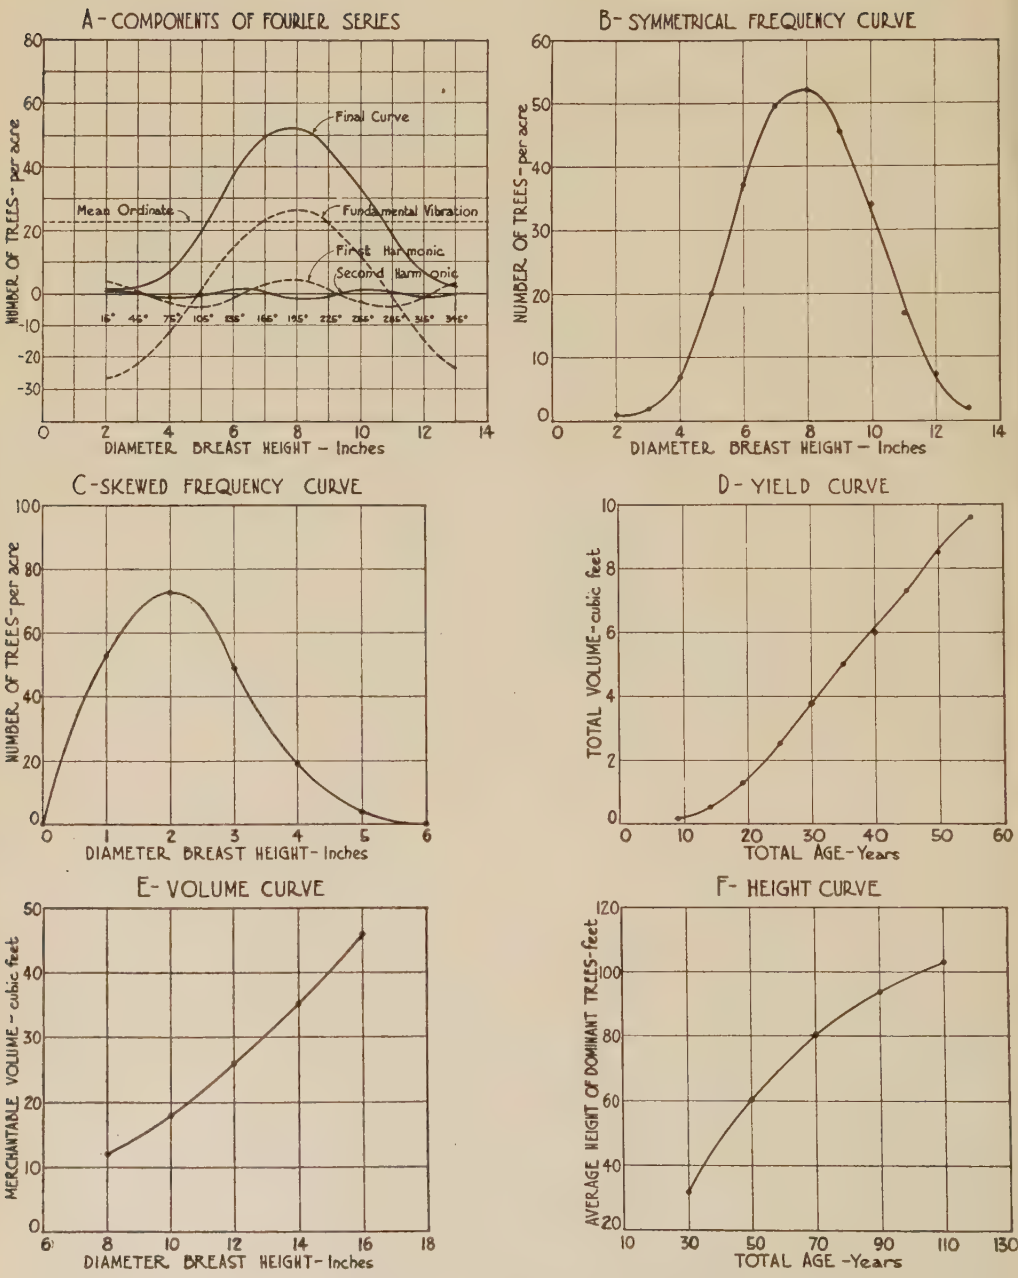 A - COMPONENTS OF FOURIER SERIES
NUMBER OF TREES - per acre
80
60
40
20
0
-10
-20
-30
Final Curve
Mean Ordinate
Fundamental Vibration
First Harmonic
Second Harmonic
15° 45° 75° 105° 135° 165° 195° 225° 255° 285° 315° 345°
0 2 4 6 8 10 12 14
DIAMETER BREAST HEIGHT - Inches
B - SYMMETRICAL FREQUENCY CURVE
NUMBER OF TREES - per acre
60
50
40
30
20
10
0
0 2 4 6 8 10 12 14
DIAMETER BREAST HEIGHT - Inches
C - SKEWED FREQUENCY CURVE
NUMBER OF TREES - per acre
100
80
60
40
20
0
0 1 2 3 4 5 6
DIAMETER BREAST HEIGHT - Inches
D - YIELD CURVE
TOTAL VOLUME - cubic feet
10
8
6
4
2
0
0 10 20 30 40 50 60
TOTAL AGE - Years
E - VOLUME CURVE
MERCHANTABLE VOLUME - cubic feet
50
40
30
20
10
0
6 8 10 12 14 16 18
DIAMETER BREAST HEIGHT - Inches
F - HEIGHT CURVE
AVERAGE HEIGHT OF DOMINANT TREES - feet
120
100
80
60
40
20
10 30 50 70 90 110 130
TOTAL AGE - Years